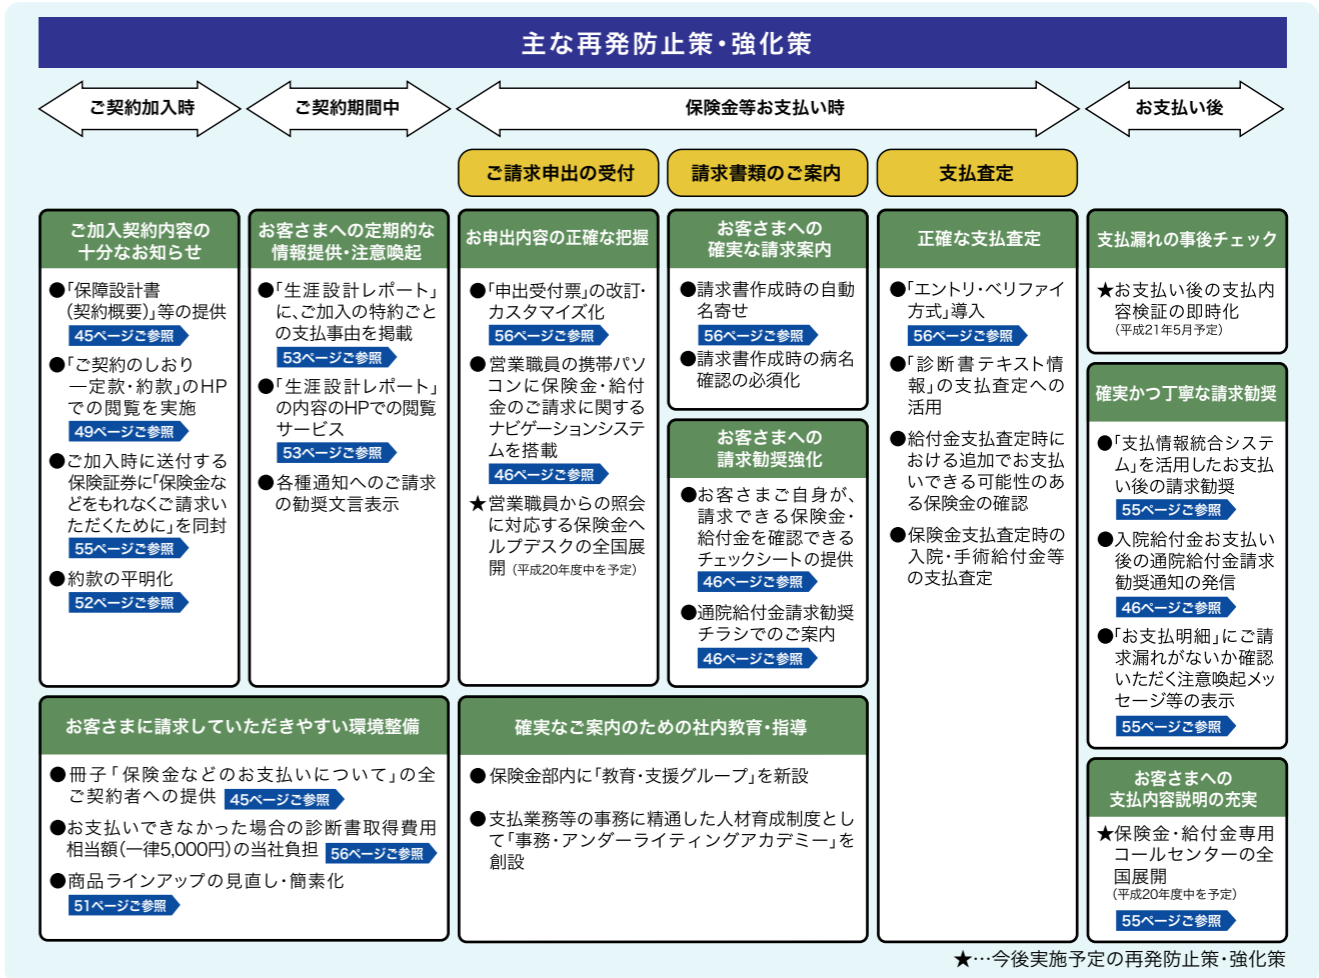 主な再発防止策・強化策
ご契約加入時
ご契約期間中
保険金等お支払い時
お支払い後
ご請求申出の受付
請求書類のご案内
支払査定
ご加入契約内容の
十分なお知らせ
●「保障設計書
(契約概要)」等の提供
45ページご参照
●「ご契約のしおり
―定款・約款」のHP
での閲覧を実施
49ページご参照
●ご加入時に送付する
保険証券に「保険金な
どをもれなくご請求い
ただくために」を同封
55ページご参照
●約款の平明化
52ページご参照
お客さまへの定期的な
情報提供・注意喚起
●「生涯設計レポート」
に、ご加入の特約ごと
の支払事由を掲載
53ページご参照
●「生涯設計レポート」
の内容のHPでの閲覧
サービス
53ページご参照
●各種通知へのご請求
の勧奨文言表示
お客さまに請求していただきやすい環境整備
●冊子「保険金などのお支払いについて」の全
ご契約者への提供 45ページご参照
●お支払いできなかった場合の診断書取得費用
相当額(一律5,000円)の当社負担 56ページご参照
●商品ラインアップの見直し・簡素化
51ページご参照
お申出内容の正確な把握
●「申出受付票」の改訂・
カスタマイズ化
56ページご参照
●営業職員の携帯パソ
コンに保険金・給付
金のご請求に関する
ナビゲーションシステ
ムを搭載
46ページご参照
★営業職員からの照会
に対応する保険金ヘ
ルプデスクの全国展
開(平成20年度中を予定)
お客さまへの
確実な請求案内
●請求書作成時の自動
名寄せ
56ページご参照
●請求書作成時の病名
確認の必須化
お客さまへの
請求勧奨強化
●お客さまご自身が、
請求できる保険金・
給付金を確認できる
チェックシートの提供
46ページご参照
●通院給付金請求勧奨
チラシでのご案内
46ページご参照
確実なご案内のための社内教育・指導
●保険金部内に「教育・支援グループ」を新設
●支払業務等の事務に精通した人材育成制度とし
て「事務・アンダーライティングアカデミー」を
創設
正確な支払査定
●「エントリ・ベリファイ
方式」導入
56ページご参照
●「診断書テキスト情
報」の支払査定への
活用
●給付金支払査定時に
おける追加でお支払
いできる可能性のあ
る保険金の確認
●保険金支払査定時の
入院・手術給付金等
の支払査定
支払漏れの事後チェック
★お支払い後の支払内
容検証の即時化
(平成21年5月予定)
確実かつ丁寧な請求勧奨
●「支払情報統合システ
ム」を活用したお支払
い後の請求勧奨
55ページご参照
●入院給付金お支払い
後の通院給付金請求
勧奨通知の発信
46ページご参照
●「お支払明細」にご請
求漏れがないか確認
いただく注意喚起メッ
セージ等の表示
55ページご参照
お客さまへの
支払内容説明の充実
★保険金・給付金専用
コールセンターの全
国展開
(平成20年度中を予定)
55ページご参照
★…今後実施予定の再発防止策・強化策